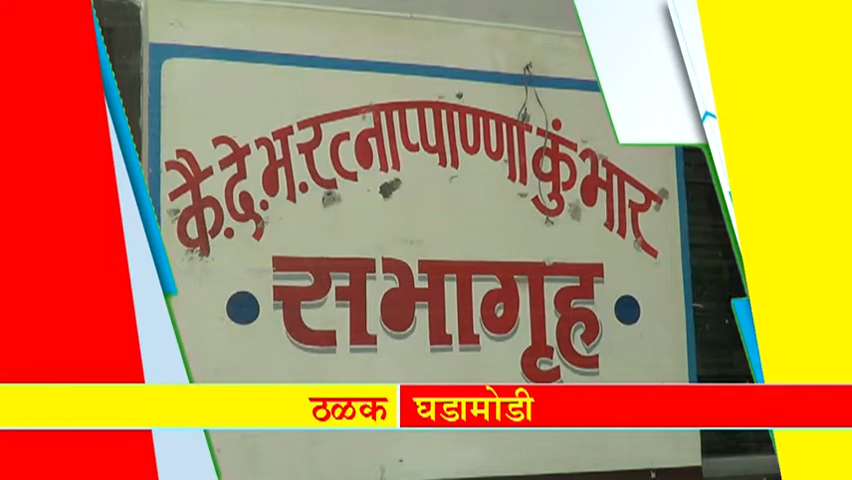 कै.दे.भ.रत्नाप्पाण्णा कुंभार
• सभागृह •
ठळक घडामोडी